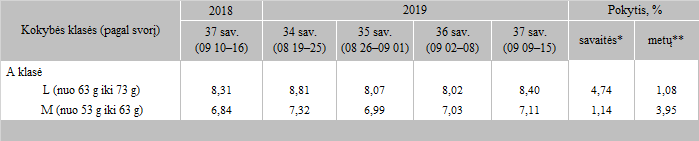 Kokybės klasės (pagal svorį) 2018 2019 Pokytis, %
37 sav. (09 10–16) 34 sav. (08 19–25) 35 sav. (08 26–09 01) 36 sav. (09 02–08) 37 sav. (09 09–15) savaitės* metų**
A klasė
L (nuo 63 g iki 73 g) 8,31 8,81 8,07 8,02 8,40 4,74 1,08
M (nuo 53 g iki 63 g) 6,84 7,32 6,99 7,03 7,11 1,14 3,95